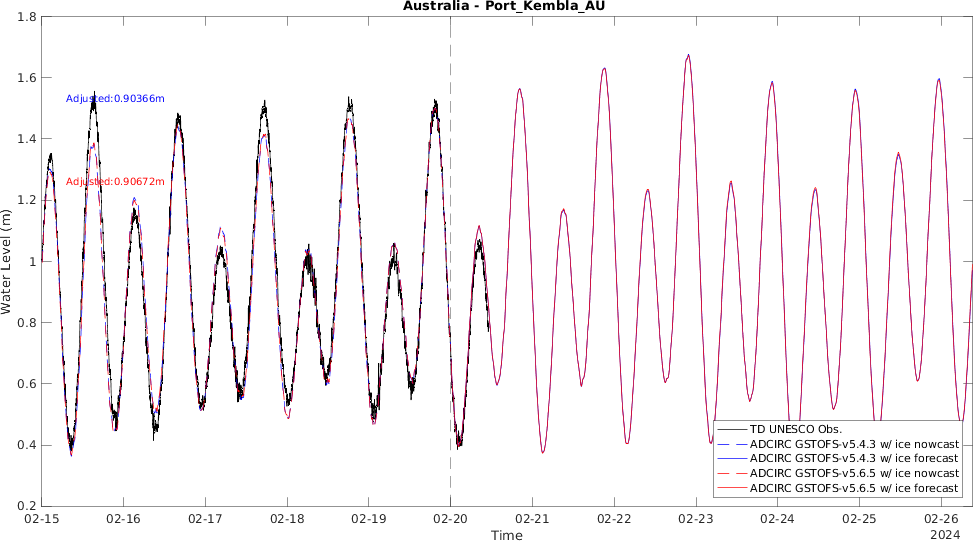 Australia - Port_Kembla_AU
1.8
1.6
1.4
1.2
1
0.8
0.6
0.4
0.2
Water Level (m)
Adjusted:0.90366m
Adjusted:0.90672m
TD UNESCO Obs.
ADCIRC GSTOFS-v5.4.3 w/ ice nowcast
ADCIRC GSTOFS-v5.4.3 w/ ice forecast
ADCIRC GSTOFS-v5.6.5 w/ ice nowcast
ADCIRC GSTOFS-v5.6.5 w/ ice forecast
02-15 02-16 02-17 02-18 02-19 02-20 02-21 02-22 02-23 02-24 02-25 02-26
Time
2024